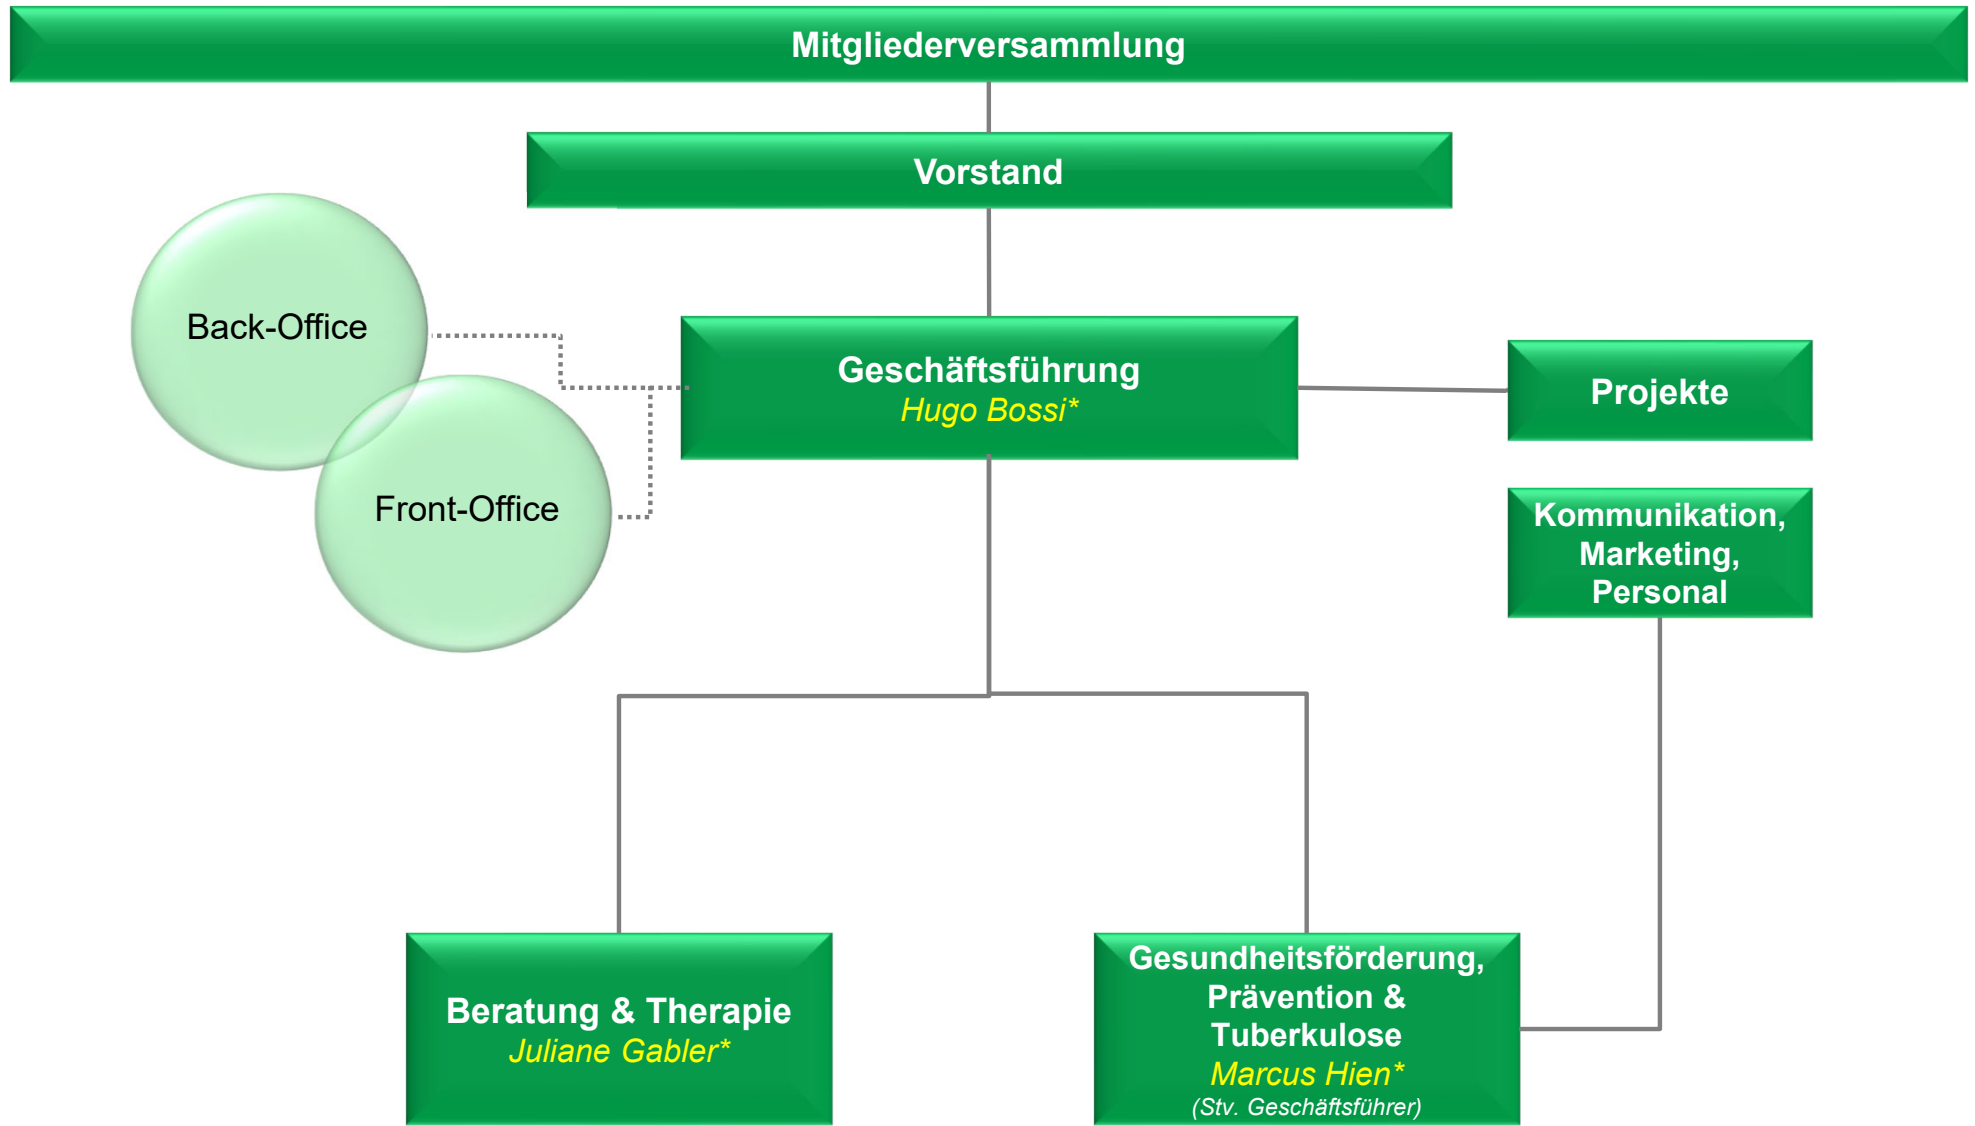 Mitgliederversammlung
Vorstand
Back-Office
Front-Office
Geschäftsführung
Hugo Bossi*
Projekte
Kommunikation,
Marketing,
Personal
Beratung & Therapie
Juliane Gabler*
Gesundheitsförderung,
Prävention &
Tuberkulose
Marcus Hien*
(Stv. Geschäftsführer)